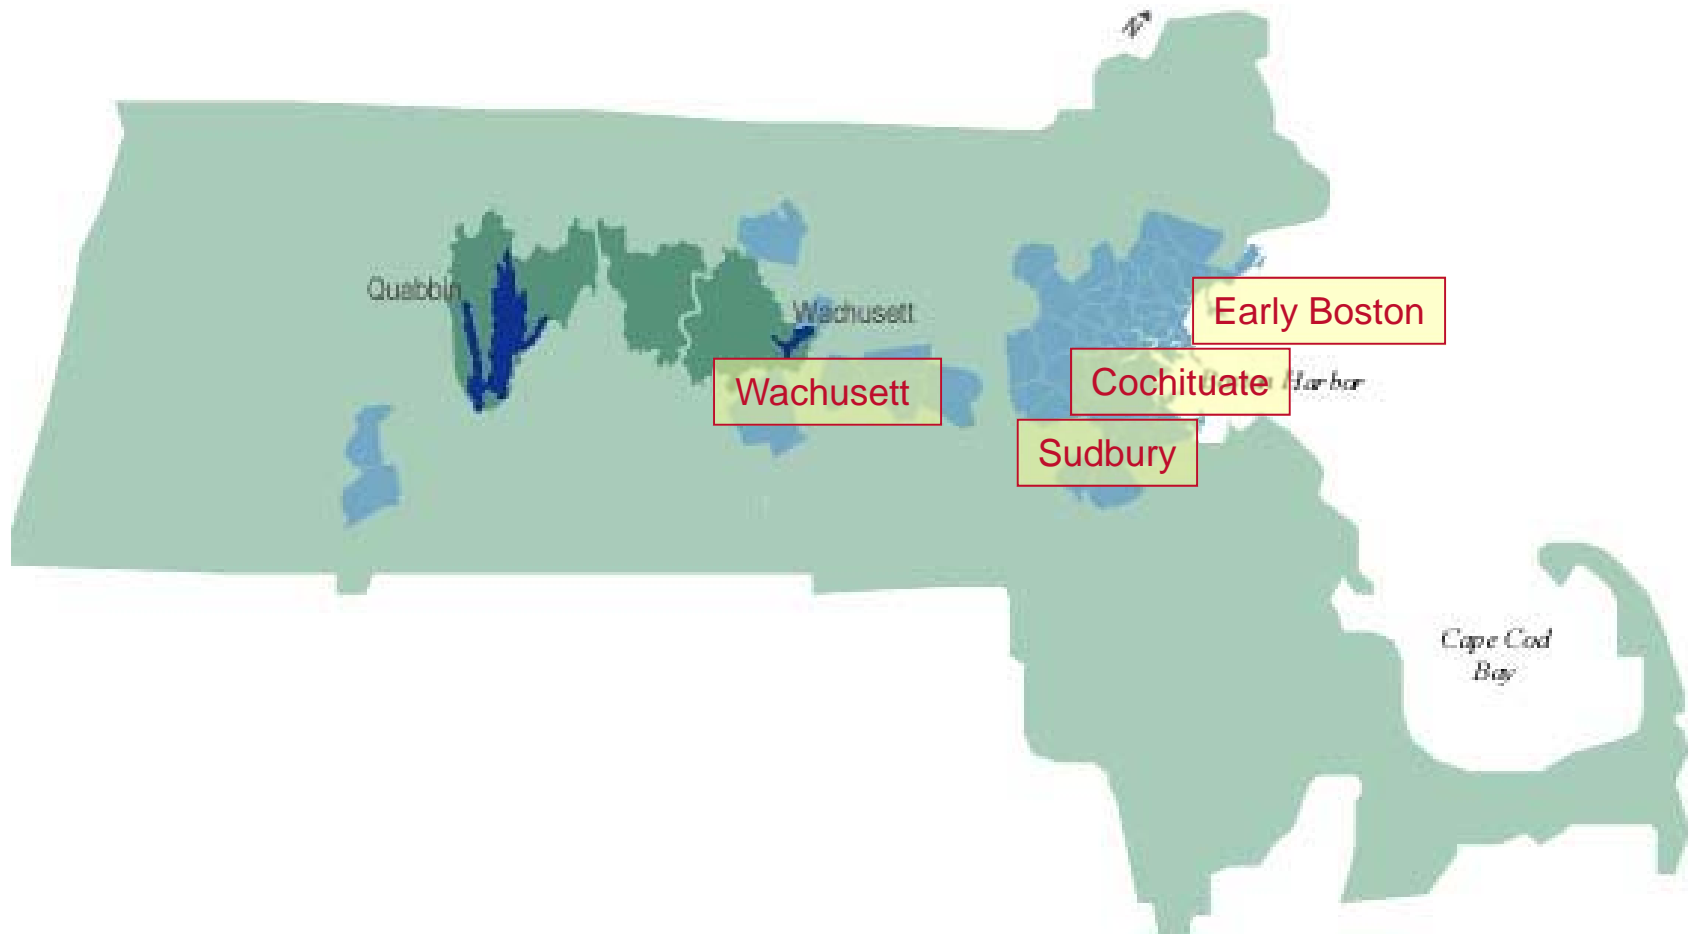 N
Quabbin
Wachusett
Early Boston
Wachusett
Cochituate
Harbor
Sudbury
Cape Cod
Bay